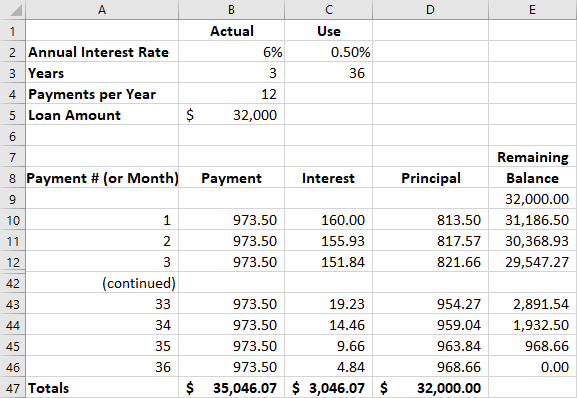 A B C D E
1 Actual Use
2 Annual Interest Rate 6% 0.50%
3 Years 3 36
4 Payments per Year 12
5 Loan Amount $ 32,000
6
7 Remaining
8 Payment # (or Month) Payment Interest Principal Balance
9 32,000.00
10 1 973.50 160.00 813.50 31,186.50
11 2 973.50 155.93 817.57 30,368.93
12 3 973.50 151.84 821.66 29,547.27
42 (continued)
43 33 973.50 19.23 954.27 2,891.54
44 34 973.50 14.46 959.04 1,932.50
45 35 973.50 9.66 963.84 968.66
46 36 973.50 4.84 968.66 0.00
47 Totals $ 35,046.07 $ 3,046.07 $ 32,000.00